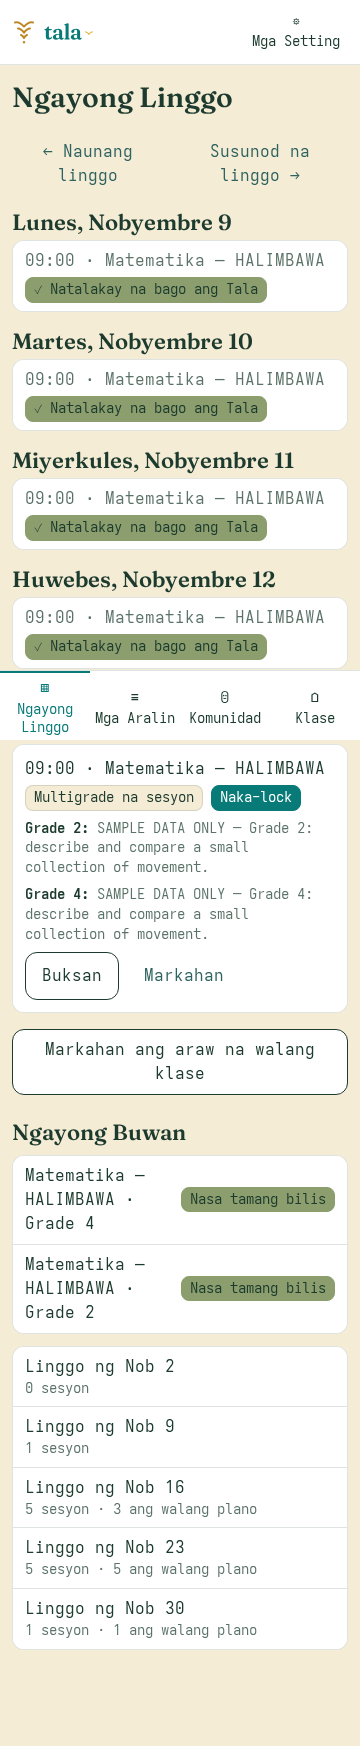 tala
Mga Setting
Ngayong Linggo
← Naunang
linggo
Susunod na
linggo →
Lunes, Nobyembre 9
09:00 · Matematika — HALIMBAWA
✓ Natalakay na bago ang Tala
Martes, Nobyembre 10
09:00 · Matematika — HALIMBAWA
✓ Natalakay na bago ang Tala
Miyerkules, Nobyembre 11
09:00 · Matematika — HALIMBAWA
✓ Natalakay na bago ang Tala
Huwebes, Nobyembre 12
09:00 · Matematika — HALIMBAWA
✓ Natalakay na bago ang Tala
Ngayong
Linggo
Mga Aralin
Komunidad
Klase
09:00 · Matematika — HALIMBAWA
Multigrade na sesyon
Naka-lock
Grade 2: SAMPLE DATA ONLY — Grade 2:
describe and compare a small
collection of movement.
Grade 4: SAMPLE DATA ONLY — Grade 4:
describe and compare a small
collection of movement.
Buksan
Markahan
Markahan ang araw na walang
klase
Ngayong Buwan
Matematika —
HALIMBAWA ·
Grade 4
Nasa tamang bilis
Matematika —
HALIMBAWA ·
Grade 2
Nasa tamang bilis
Linggo ng Nob 2
0 sesyon
Linggo ng Nob 9
1 sesyon
Linggo ng Nob 16
5 sesyon · 3 ang walang plano
Linggo ng Nob 23
5 sesyon · 5 ang walang plano
Linggo ng Nob 30
1 sesyon · 1 ang walang plano